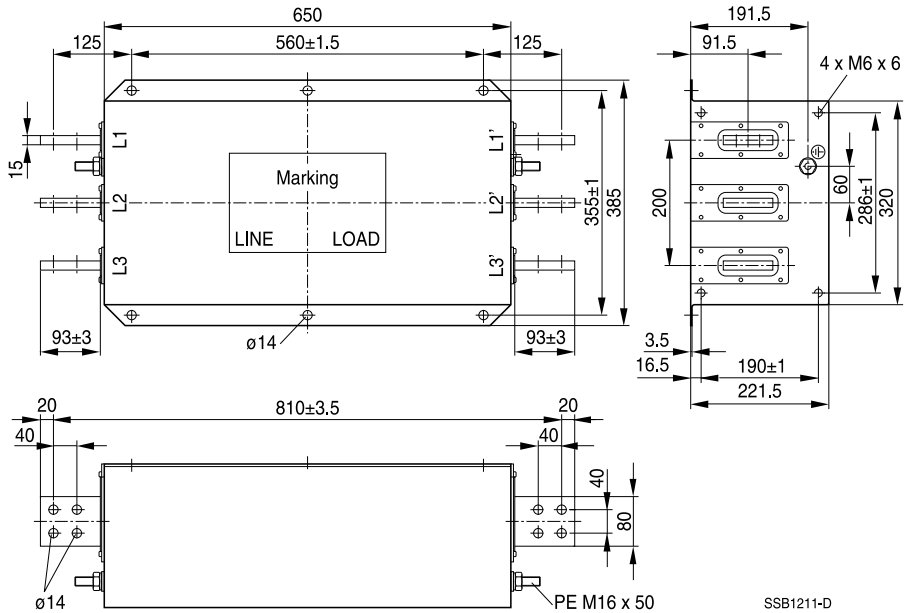 650
125
560±1.5
125
191.5
91.5
4 x M6 x 6
L1
L1'
15
Marking
L2
L2'
LINE
LOAD
L3
L3'
355±1
385
200
60
286±1
320
93±3
ø14
93±3
3.5
16.5
190±1
221.5
20
810±3.5
20
40
40
40
80
ø14
PE M16 x 50
SSB1211-D